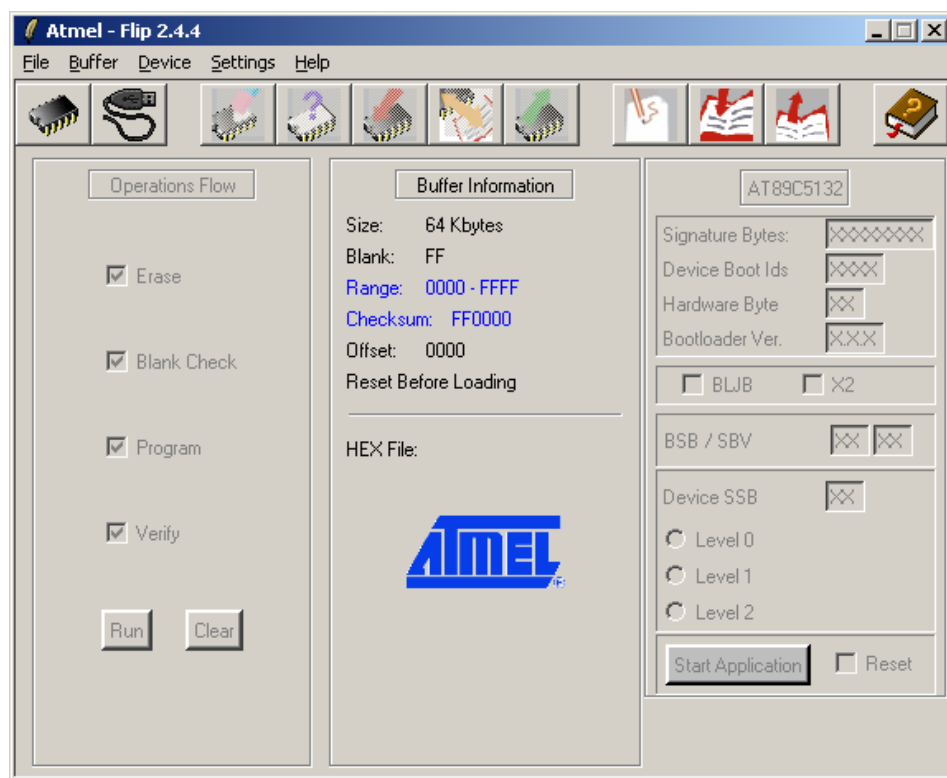 Atmel - Flip 2.4.4
File Buffer Device Settings Help
Operations Flow
Erase
Blank Check
Program
Verify
Run Clear
Buffer Information
Size: 64 Kbytes
Blank: FF
Range: 0000 - FFFF
Checksum: FF0000
Offset: 0000
Reset Before Loading
HEX File:
ATMEL®
AT89C5132
Signature Bytes: XXXXXXXX
Device Boot Ids XXXX
Hardware Byte XX
Bootloader Ver. X.X.X
BLJB X2
BSB / SBV XX XX
Device SSB XX
Level 0
Level 1
Level 2
Start Application Reset